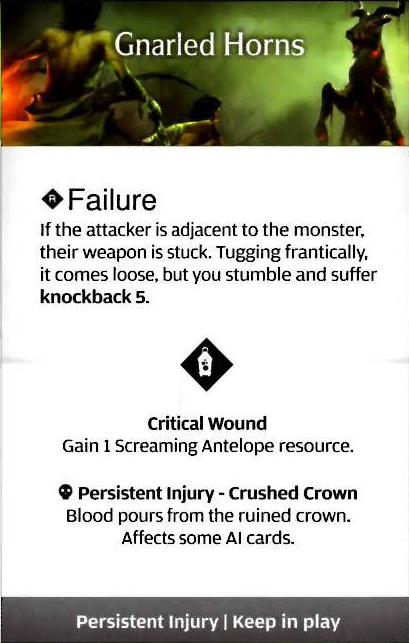 Gnarled Horns
R Failure
If the attacker is adjacent to the monster,
their weapon is stuck. Tugging frantically,
it comes loose, but you stumble and suffer
knockback 5.
Critical Wound
Gain 1 Screaming Antelope resource.
Persistent Injury - Crushed Crown
Blood pours from the ruined crown.
Affects some AI cards.
Persistent Injury | Keep in play